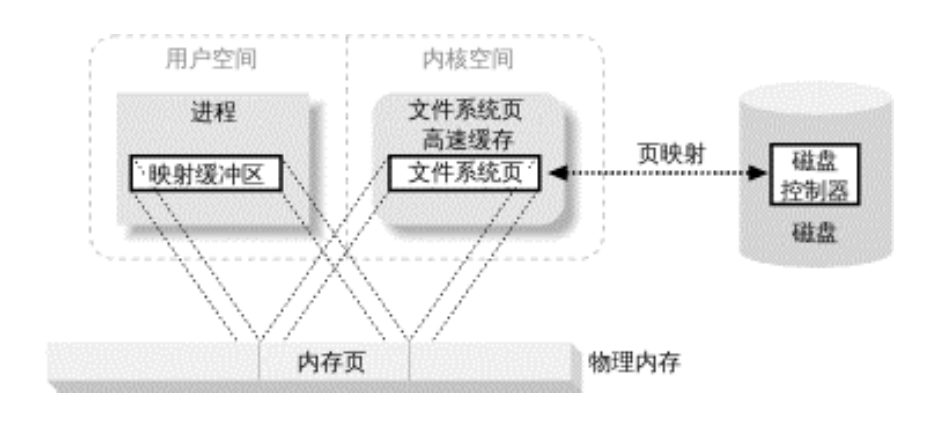 用户空间
内核空间
进程
文件系统页
高速缓存
映射缓冲区
文件系统页
页映射
磁盘
控制器
磁盘
内存页
物理内存